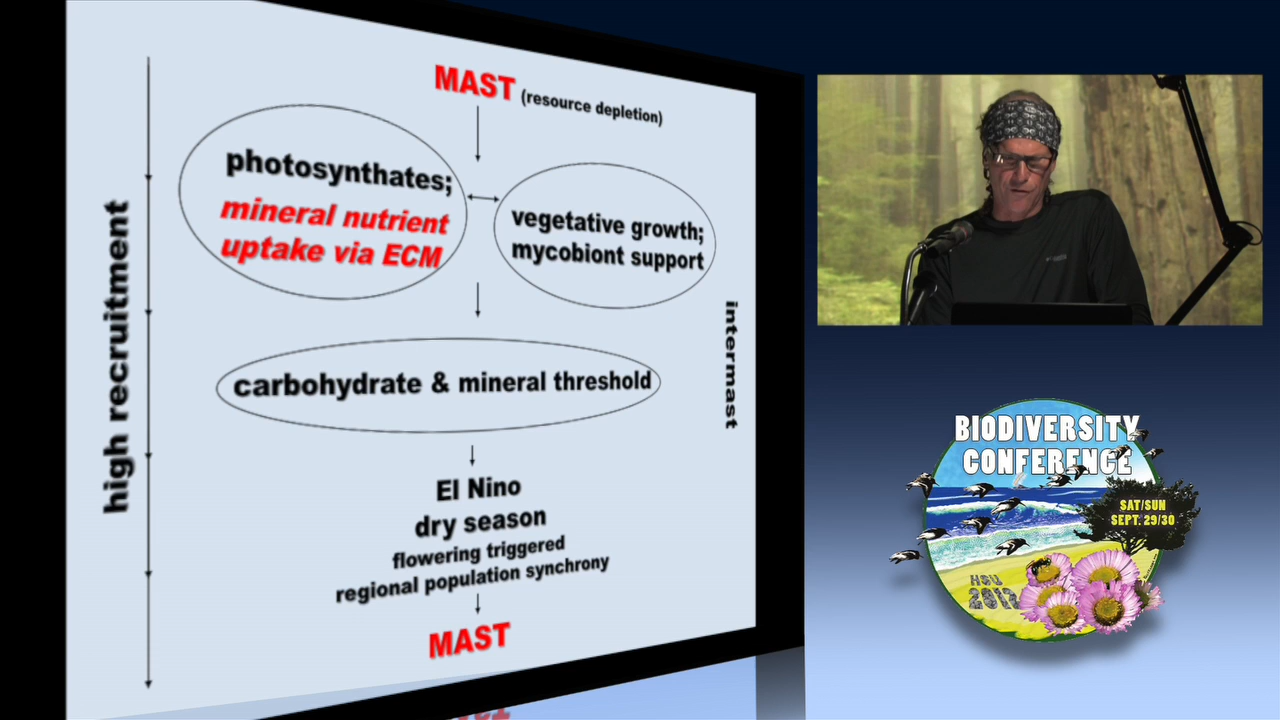 MAST (resource depletion)
photosynthates;
mineral nutrient
uptake via ECM
vegetative growth;
mycobiont support
high recruitment
intermast
carbohydrate & mineral threshold
El Nino
dry season
flowering triggered
regional population synchrony
MAST
BIODIVERSITY
CONFERENCE
SAT/SUN
SEPT. 29/30
HSU
2012